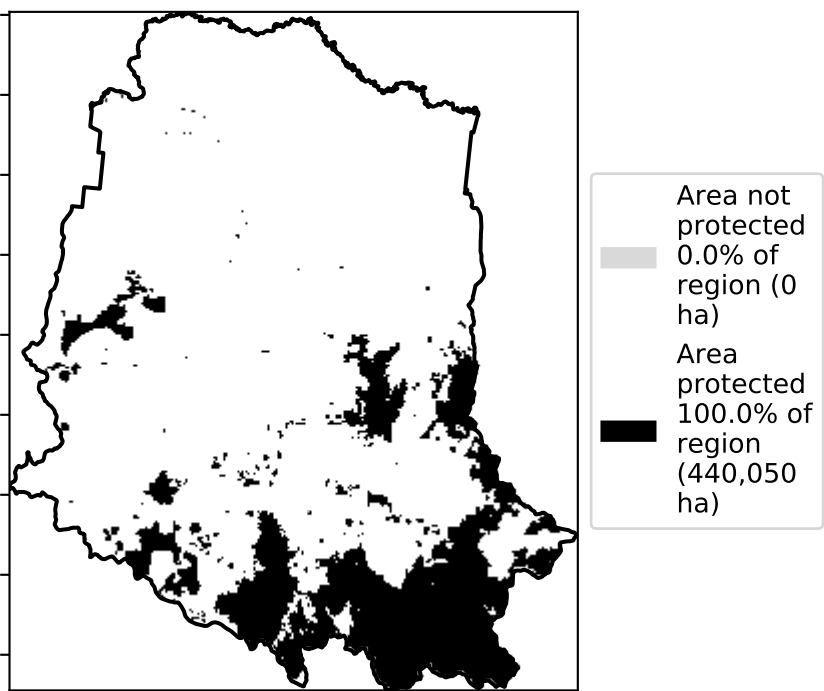 Area not
protected
0.0% of
region (0
ha)
Area
protected
100.0% of
region
(440,050
ha)